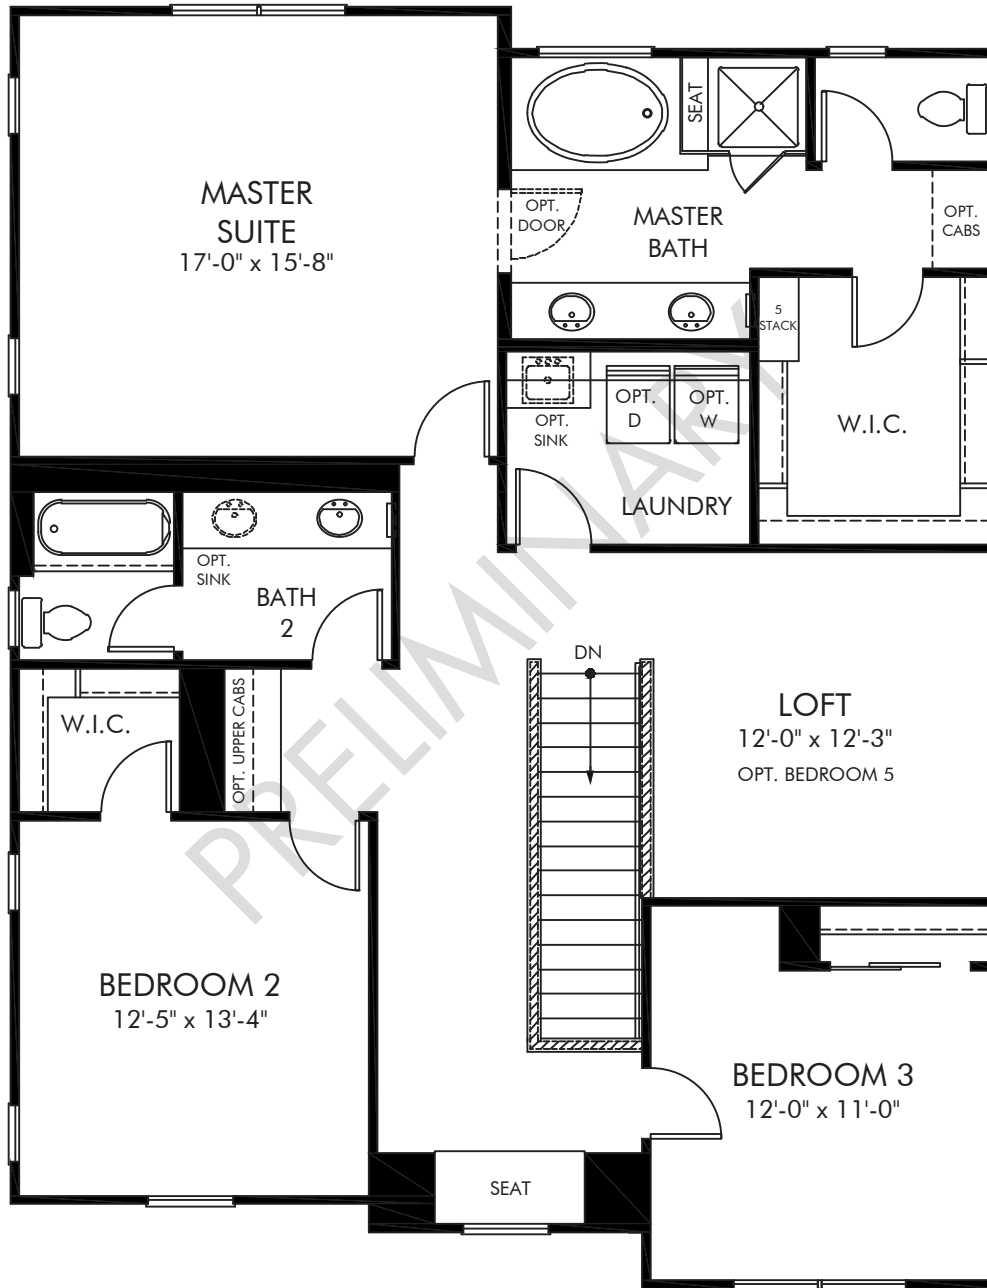 MASTER
SUITE
17'-0" x 15'-8"
SEAT
OPT.
DOOR
MASTER
BATH
OPT.
CABS
5
STACK
OPT.
SINK
OPT.
D
OPT.
W
W.I.C.
LAUNDRY
OPT.
SINK
BATH
2
W.I.C.
OPT. UPPER CABS
DN
LOFT
12'-0" x 12'-3"
OPT. BEDROOM 5
PRELIMINARY
BEDROOM 2
12'-5" x 13'-4"
BEDROOM 3
12'-0" x 11'-0"
SEAT